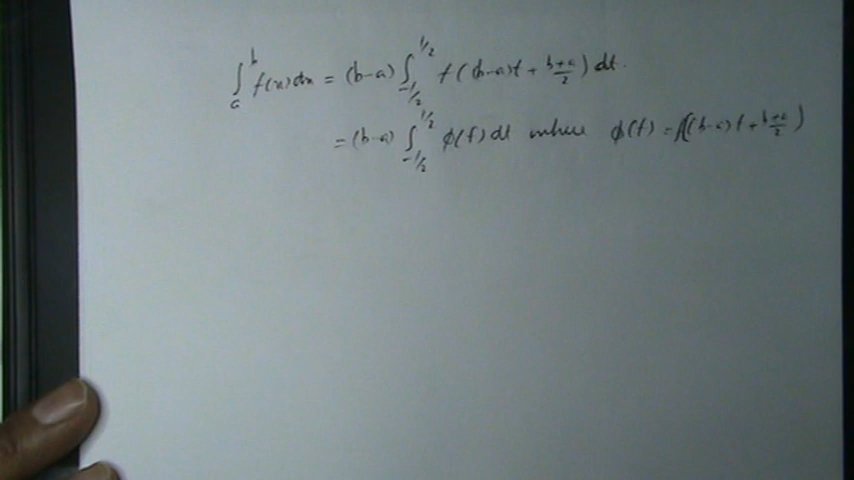 ∫_a^b f(x) dx = (b-a) ∫_{-1/2}^{1/2} f((b-a)t + (b+a)/2) dt.
= (b-a) ∫_{-1/2}^{1/2} φ(t) dt where φ(t) = f((b-a)t + (b+a)/2)